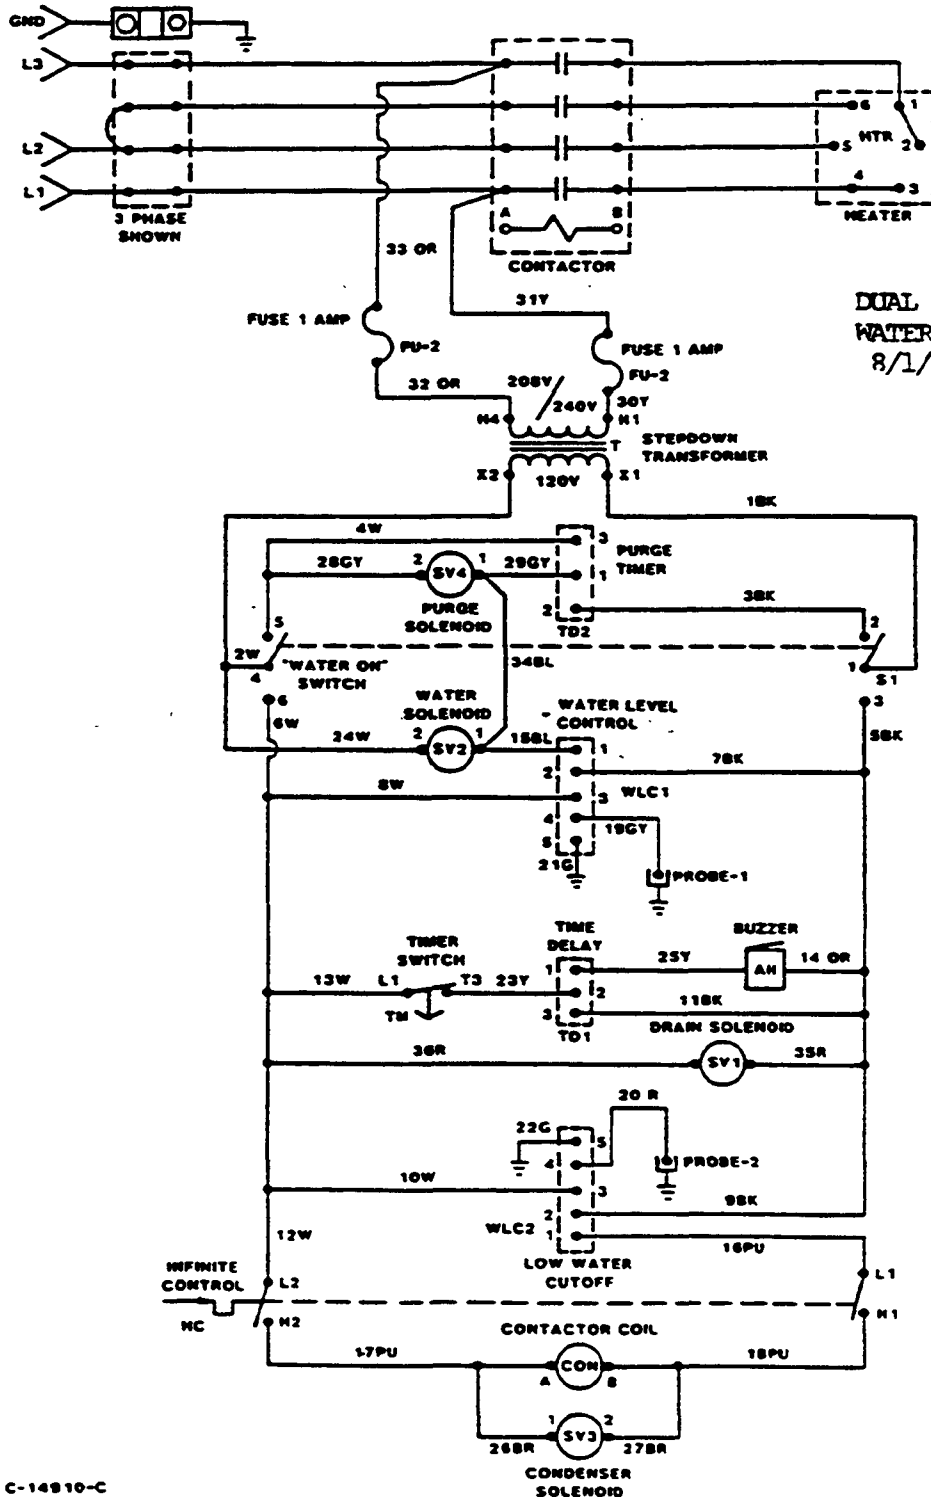 GND
L3
L2
L1
3 PHASE
SHOWN
A B
CONTACTOR
6 1
HTR
5 2
4 3
HEATER
33 OR
31Y
DUAL
WATER
8/1/
FUSE 1 AMP
FU-2
FUSE 1 AMP
FU-2
32 OR
208V
240V
30Y
H4 H1
T
STEPDOWN
TRANSFORMER
X2 X1
120V
1BK
4W
3
PURGE
TIMER
28GY 2 SV4 1 29GY 1
PURGE
SOLENOID
2
TD2
3BK
5 2
2W
4
"WATER ON"
SWITCH
34BL
1 S1
6 3
6W
WATER
SOLENOID
WATER LEVEL
CONTROL
5BK
24W 2 SV2 1 15BL 1
2 7BK
8W 3 WLC1
4 19GY
5
21G
PROBE-1
TIMER
SWITCH
TIME
DELAY
BUZZER
1 25Y AH 14 OR
13W L1 T3 23Y 2
TM
3 11BK
TD1
DRAIN SOLENOID
36R SV1 35R
20 R
22G 5
4 PROBE-2
10W 3
2 9BK
WLC2 1
16PU
12W
LOW WATER
CUTOFF
INFINITE
CONTROL
L2 L1
HC
H2 H1
CONTACTOR COIL
17PU A CON B 18PU
1 SV3 2
26BR 27BR
CONDENSER
SOLENOID
C-14910-C